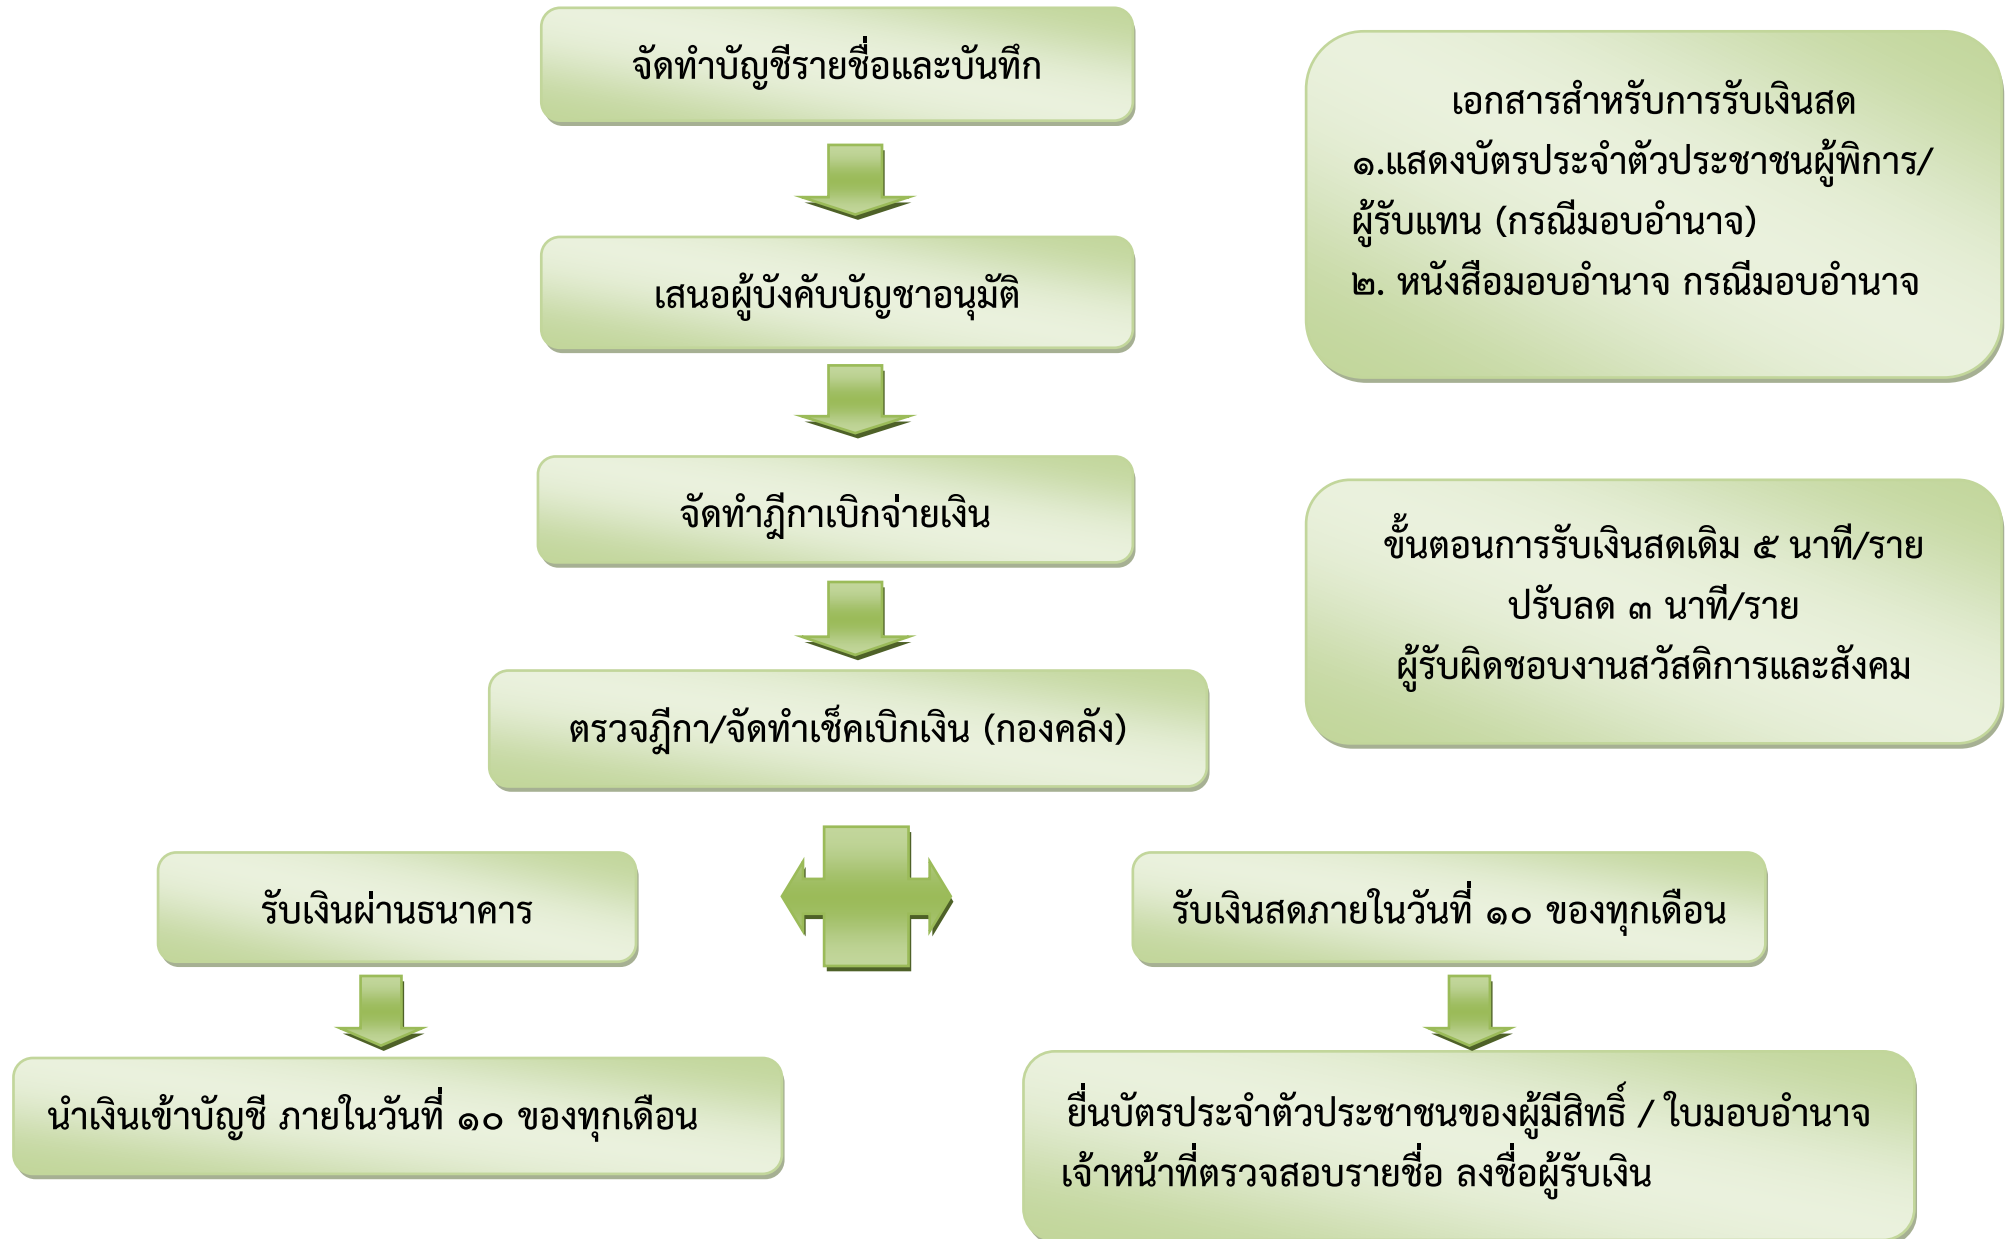 จัดทำบัญชีรายชื่อและบันทึก
เสนอผู้บังคับบัญชาอนุมัติ
จัดทำฎีกาเบิกจ่ายเงิน
ตรวจฎีกา/จัดทำเช็คเบิกเงิน (กองคลัง)
รับเงินผ่านธนาคาร
นำเงินเข้าบัญชี ภายในวันที่ ๑๐ ของทุกเดือน
รับเงินสดภายในวันที่ ๑๐ ของทุกเดือน
ยื่นบัตรประจำตัวประชาชนของผู้มีสิทธิ์ / ใบมอบอำนาจ
เจ้าหน้าที่ตรวจสอบรายชื่อ ลงชื่อผู้รับเงิน
เอกสารสำหรับการรับเงินสด
๑.แสดงบัตรประจำตัวประชาชนผู้พิการ/
ผู้รับแทน (กรณีมอบอำนาจ)
๒. หนังสือมอบอำนาจ กรณีมอบอำนาจ
ขั้นตอนการรับเงินสดเดิม ๕ นาที/ราย
ปรับลด ๓ นาที/ราย
ผู้รับผิดชอบงานสวัสดิการและสังคม